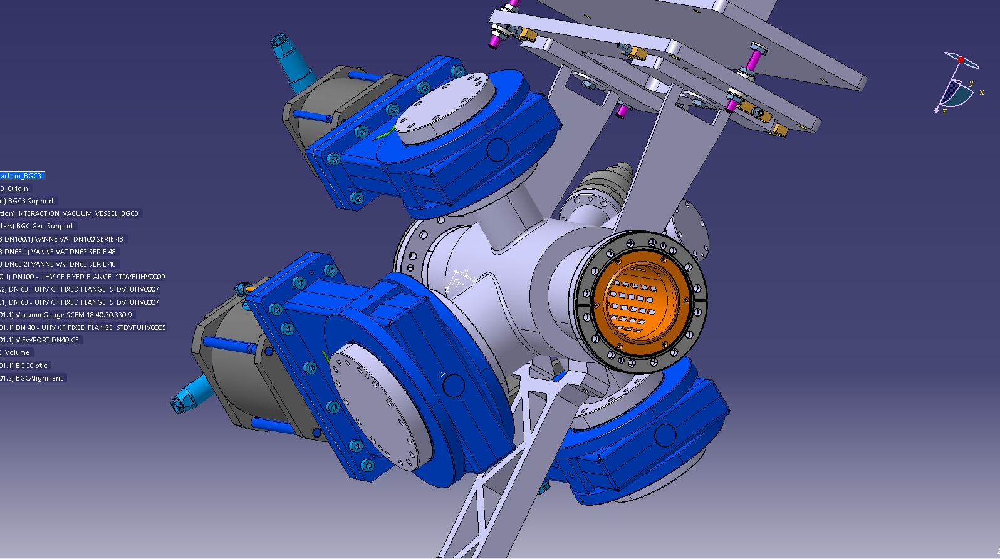 raction_BGC3
3_Origin
rt) BGC3 Support
tion) INTERACTION_VACUUM_VESSEL_BGC3
ters) BGC Geo Support
3 DN100.1) VANNE VAT DN100 SERIE 48
3 DN63.1) VANNE VAT DN63 SERIE 48
3 DN63.2) VANNE VAT DN63 SERIE 48
0.1) DN100 - UHV CF FIXED FLANGE STDVFUHV0009
.2) DN 63 - UHV CF FIXED FLANGE STDVFUHV0007
.1) DN 63 - UHV CF FIXED FLANGE STDVFUHV0007
01.1) Vacuum Gauge SCEM 18.40.30.330.9
01.1) DN 40 - UHV CF FIXED FLANGE STDVFUHV0005
01.1) VIEWPORT DN40 CF
C_Volume
01.1) BGCOptic
01.2) BGCAlignment
y
x
z
y
x
z